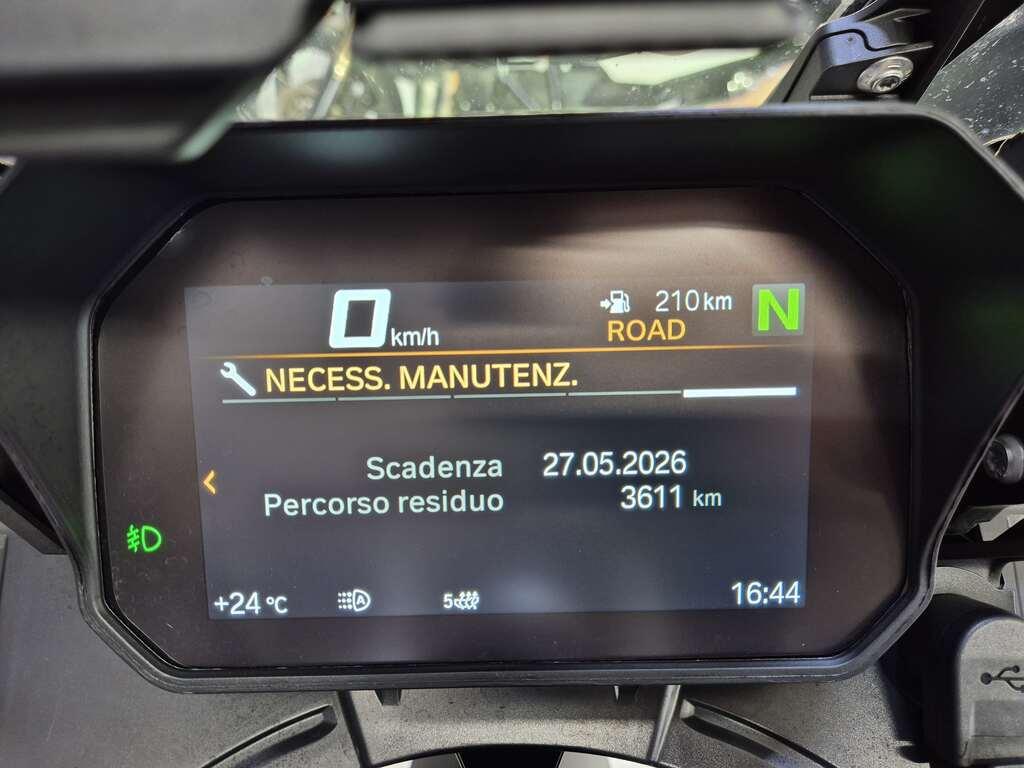 0 km/h
210 km
ROAD
N
NECESS. MANUTENZ.
Scadenza 27.05.2026
Percorso residuo 3611 km
+24 °C
A
5
16:44